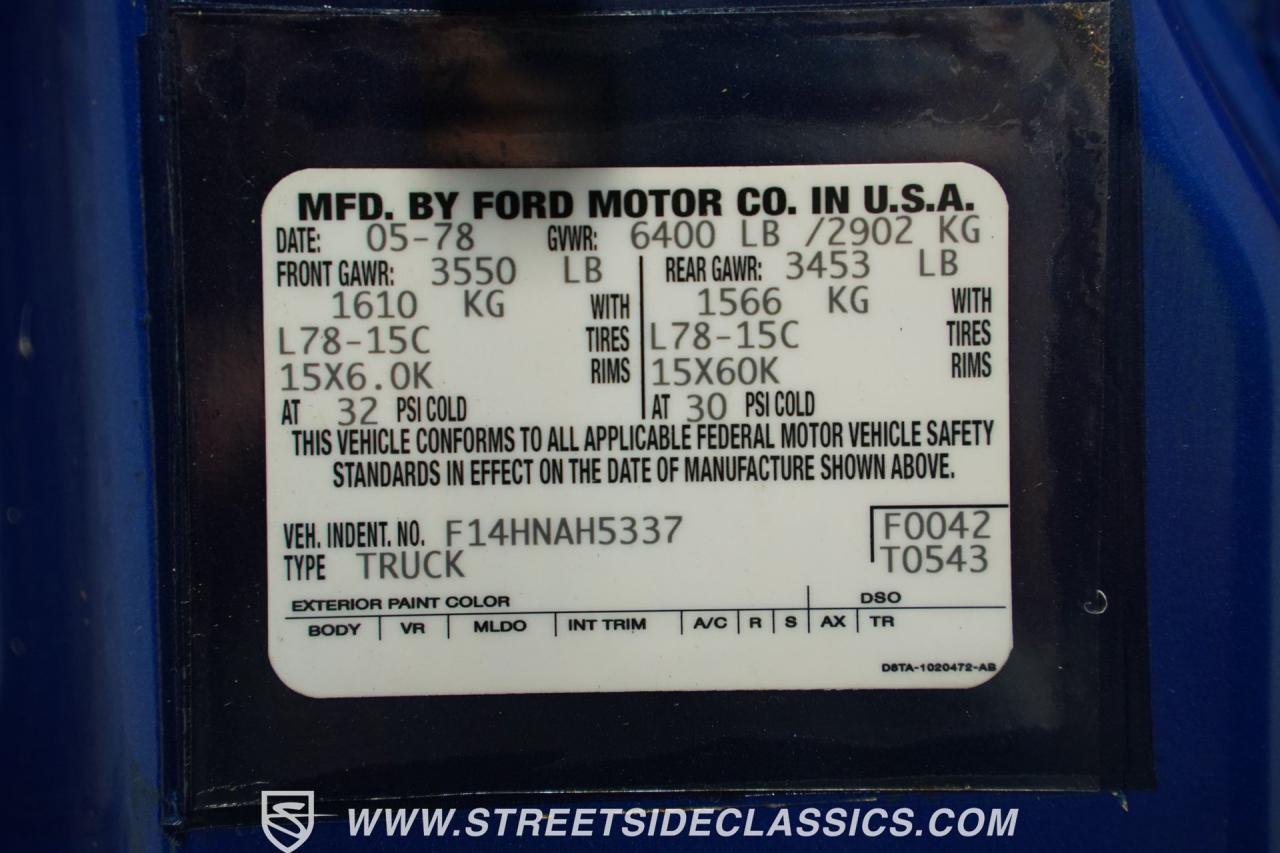 MFD. BY FORD MOTOR CO. IN U.S.A.
DATE: 05-78 GVWR: 6400 LB /2902 KG
FRONT GAWR: 3550 LB REAR GAWR: 3453 LB
1610 KG WITH 1566 KG WITH
L78-15C TIRES L78-15C TIRES
15X6.0K RIMS 15X60K RIMS
AT 32 PSI COLD AT 30 PSI COLD
THIS VEHICLE CONFORMS TO ALL APPLICABLE FEDERAL MOTOR VEHICLE SAFETY
STANDARDS IN EFFECT ON THE DATE OF MANUFACTURE SHOWN ABOVE.
VEH. INDENT. NO. F14HNAH5337 F0042
TYPE TRUCK T0543
EXTERIOR PAINT COLOR DSO
BODY VR MLDO INT TRIM A/C R S AX TR
D8TA-1020472-AB
WWW.STREETSIDECLASSICS.COM